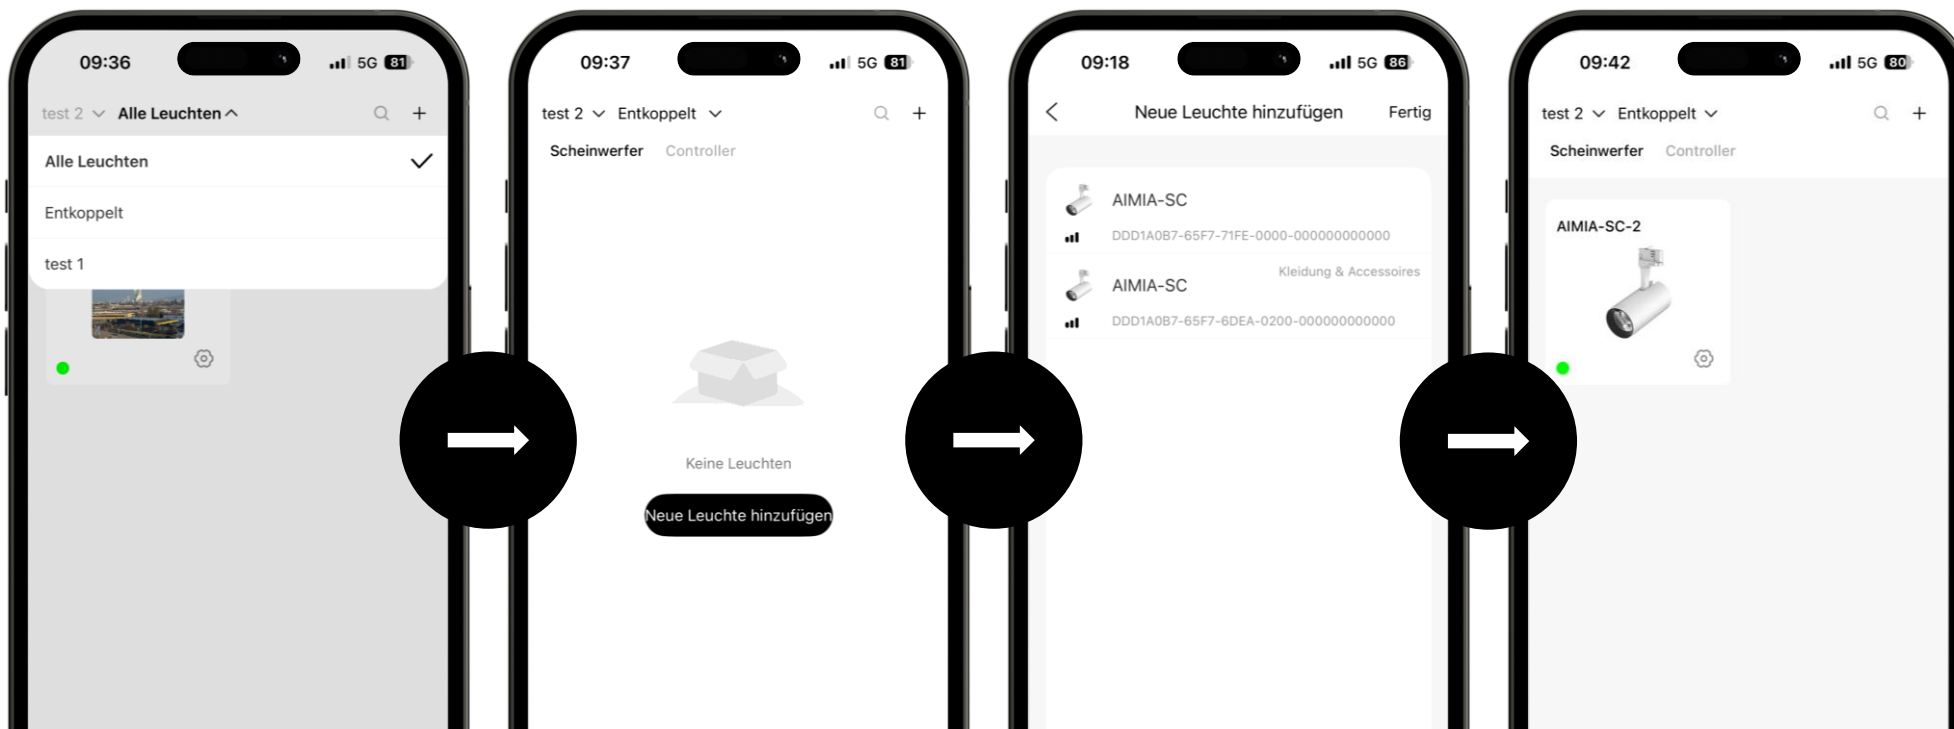 09:36 5G 81
test 2 Alle Leuchten
Alle Leuchten
Entkoppelt
test 1
09:37 5G 81
test 2 Entkoppelt
Scheinwerfer Controller
Keine Leuchten
Neue Leuchte hinzufügen
09:18 5G 86
Neue Leuchte hinzufügen Fertig
AIMIA-SC
DDD1A0B7-65F7-71FE-0000-000000000000
Kleidung & Accessoires
AIMIA-SC
DDD1A0B7-65F7-6DEA-0200-000000000000
09:42 5G 80
test 2 Entkoppelt
Scheinwerfer Controller
AIMIA-SC-2